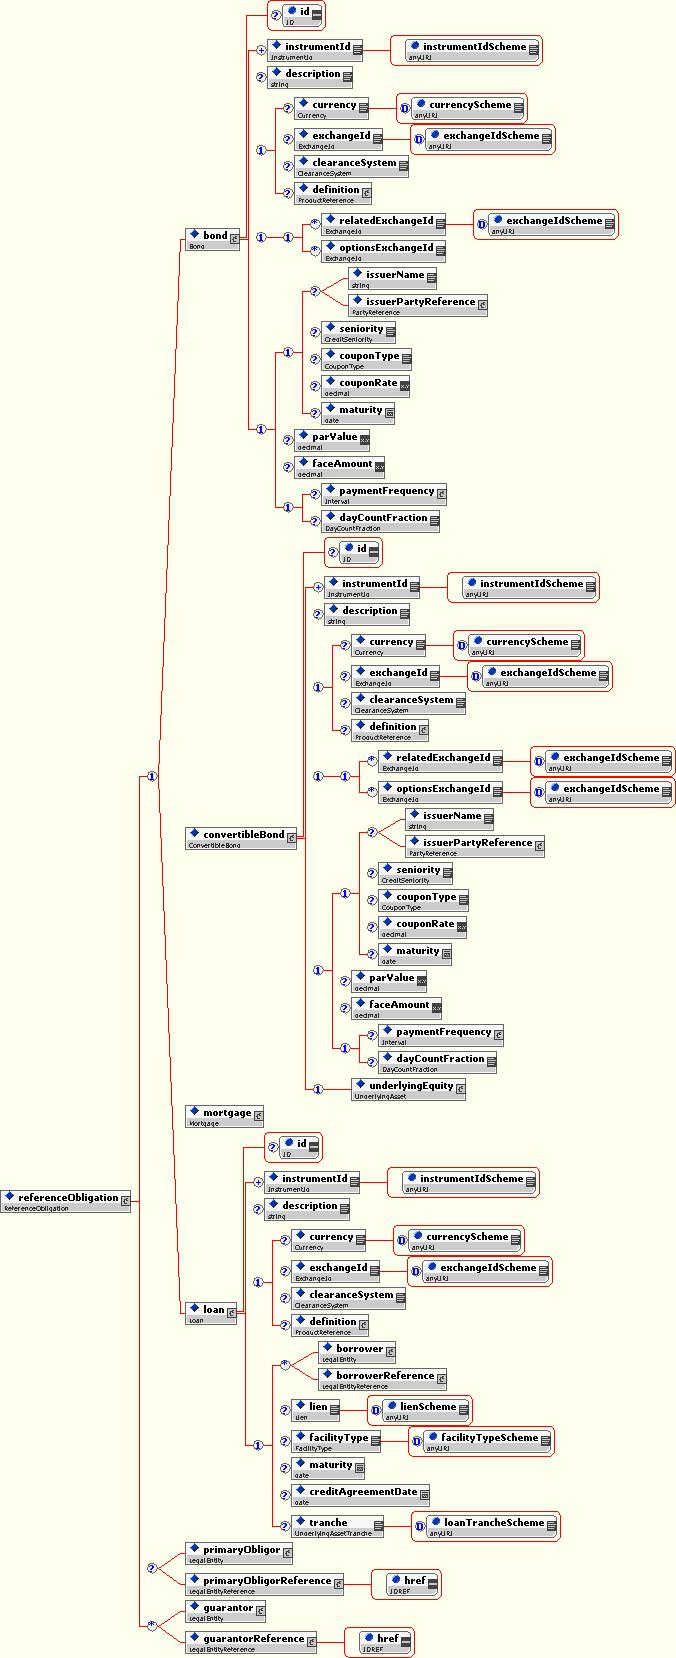 id
ID
instrumentId
InstrumentId
instrumentIdScheme
anyURI
description
string
currency
Currency
currencyScheme
anyURI
exchangeId
ExchangeId
exchangeIdScheme
anyURI
clearanceSystem
ClearanceSystem
definition
ProductReference
bond
Bond
relatedExchangeId
ExchangeId
exchangeIdScheme
anyURI
optionsExchangeId
ExchangeId
issuerName
string
issuerPartyReference
PartyReference
seniority
CreditSeniority
couponType
CouponType
couponRate
decimal
maturity
date
parValue
decimal
faceAmount
decimal
paymentFrequency
Interval
dayCountFraction
DayCountFraction
id
ID
instrumentId
InstrumentId
instrumentIdScheme
anyURI
description
string
currency
Currency
currencyScheme
anyURI
exchangeId
ExchangeId
exchangeIdScheme
anyURI
clearanceSystem
ClearanceSystem
definition
ProductReference
relatedExchangeId
ExchangeId
exchangeIdScheme
anyURI
optionsExchangeId
ExchangeId
exchangeIdScheme
anyURI
convertibleBond
ConvertibleBond
issuerName
string
issuerPartyReference
PartyReference
seniority
CreditSeniority
couponType
CouponType
couponRate
decimal
maturity
date
parValue
decimal
faceAmount
decimal
paymentFrequency
Interval
dayCountFraction
DayCountFraction
underlyingEquity
UnderlyingAsset
mortgage
Mortgage
id
ID
instrumentId
InstrumentId
instrumentIdScheme
anyURI
referenceObligation
ReferenceObligation
description
string
currency
Currency
currencyScheme
anyURI
exchangeId
ExchangeId
exchangeIdScheme
anyURI
clearanceSystem
ClearanceSystem
loan
Loan
definition
ProductReference
borrower
LegalEntity
borrowerReference
LegalEntityReference
lien
Lien
lienScheme
anyURI
facilityType
FacilityType
facilityTypeScheme
anyURI
maturity
date
creditAgreementDate
date
tranche
UnderlyingAssetTranche
loanTrancheScheme
anyURI
primaryObligor
LegalEntity
primaryObligorReference
LegalEntityReference
href
IDREF
guarantor
LegalEntity
guarantorReference
LegalEntityReference
href
IDREF